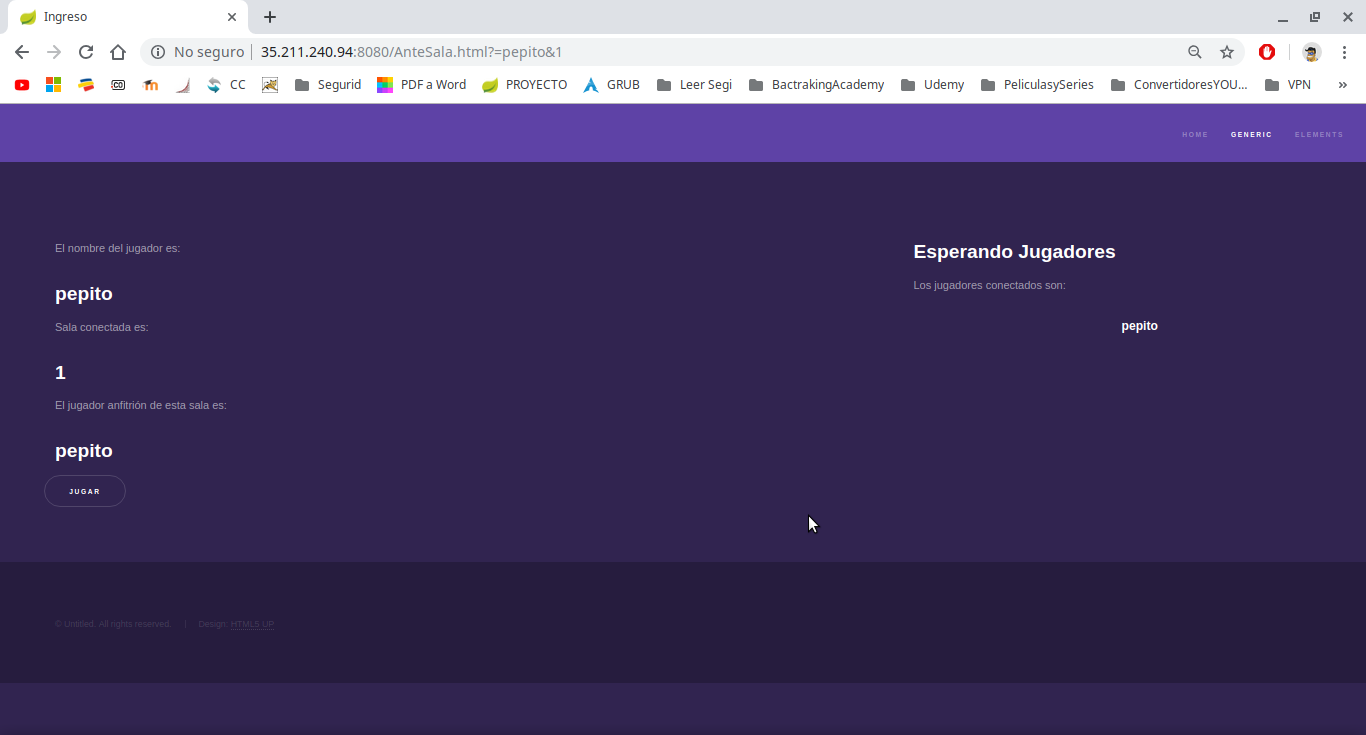 Ingreso
No seguro | 35.211.240.94:8080/AnteSala.html?=pepito&1
CC Segurid PDF a Word PROYECTO GRUB Leer Segi BactrakingAcademy Udemy PeliculasySeries ConvertidoresYOU... VPN »
HOME GENERIC ELEMENTS
El nombre del jugador es:
pepito
Sala conectada es:
1
El jugador anfitrión de esta sala es:
pepito
JUGAR
Esperando Jugadores
Los jugadores conectados son:
pepito
© Untitled. All rights reserved. | Design: HTML5 UP